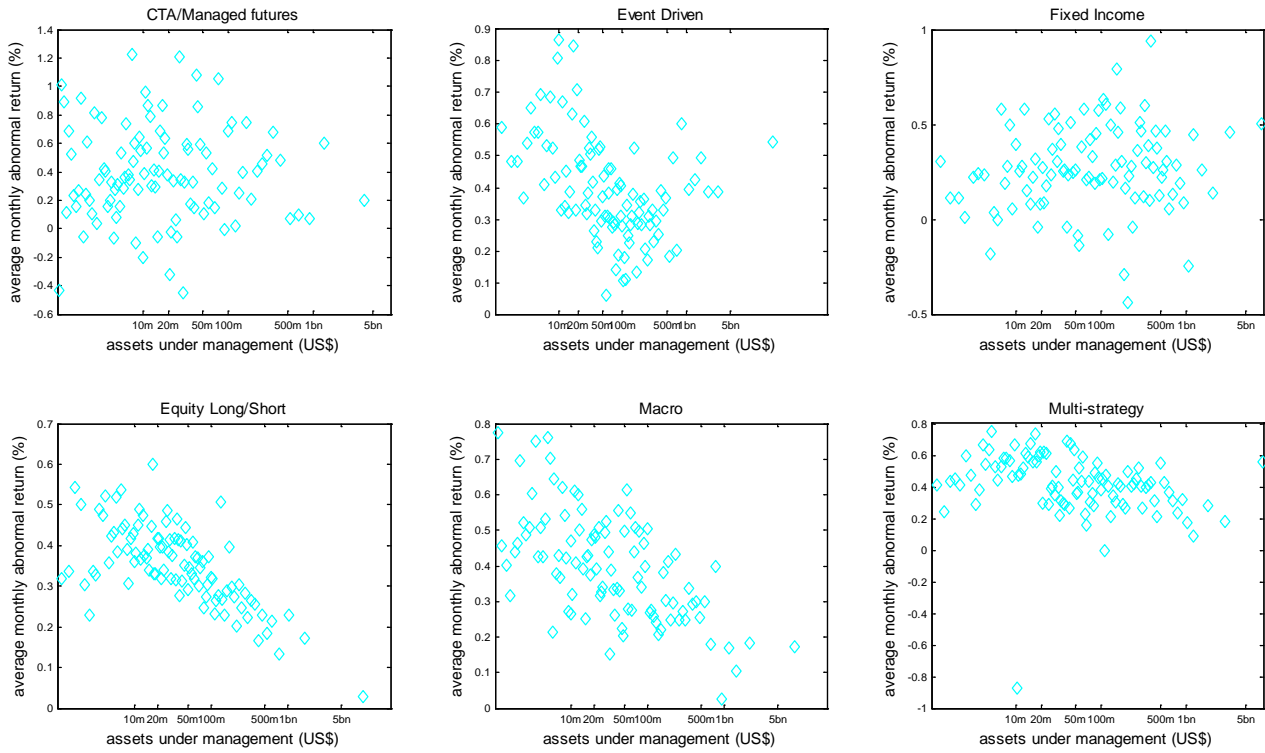 CTA/Managed futures
average monthly abnormal return (%)
1.4
1.2
1
0.8
0.6
0.4
0.2
0
-0.2
-0.4
-0.6
10m 20m 50m 100m 500m 1bn 5bn
assets under management (US$)
Event Driven
average monthly abnormal return (%)
0.9
0.8
0.7
0.6
0.5
0.4
0.3
0.2
0.1
0
10m 20m 50m 100m 500m 1bn 5bn
assets under management (US$)
Fixed Income
average monthly abnormal return (%)
1
0.5
0
-0.5
10m 20m 50m 100m 500m 1bn 5bn
assets under management (US$)
Equity Long/Short
average monthly abnormal return (%)
0.7
0.6
0.5
0.4
0.3
0.2
0.1
0
10m 20m 50m 100m 500m 1bn 5bn
assets under management (US$)
Macro
average monthly abnormal return (%)
0.8
0.7
0.6
0.5
0.4
0.3
0.2
0.1
0
10m 20m 50m 100m 500m 1bn 5bn
assets under management (US$)
Multi-strategy
average monthly abnormal return (%)
0.8
0.6
0.4
0.2
0
-0.2
-0.4
-0.6
-0.8
-1
10m 20m 50m 100m 500m 1bn 5bn
assets under management (US$)